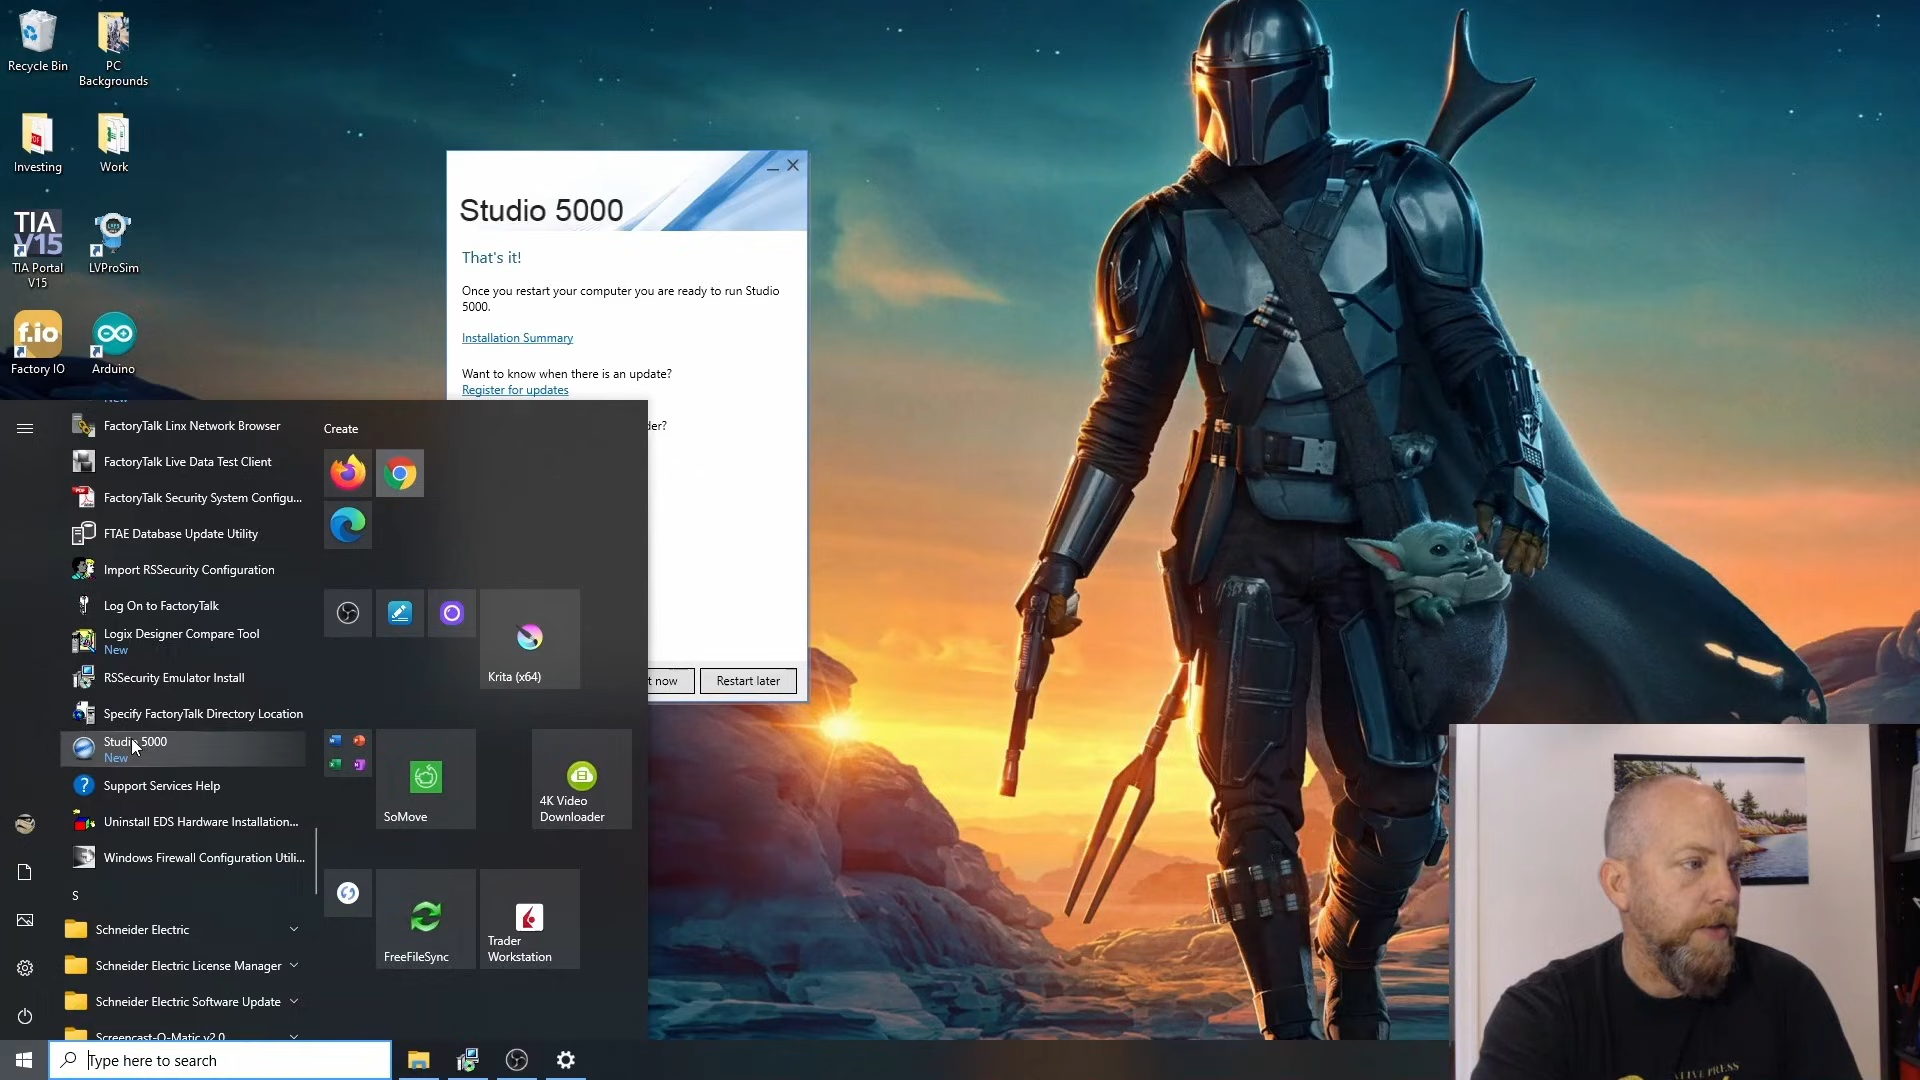 Recycle Bin
PC
Backgrounds
Investing
Work
TIA
V15
TIA Portal
V15
LVProSim
f.io
Factory IO
Arduino
Studio 5000
That's it!
Once you restart your computer you are ready to run Studio
5000.
Installation Summary
Want to know when there is an update?
Register for updates
der?
t now
Restart later
FactoryTalk Linx Network Browser
FactoryTalk Live Data Test Client
FactoryTalk Security System Configu...
FTAE Database Update Utility
Import RSSecurity Configuration
Log On to FactoryTalk
Logix Designer Compare Tool
New
RSSecurity Emulator Install
Specify FactoryTalk Directory Location
Studio 5000
New
Support Services Help
Uninstall EDS Hardware Installation...
Windows Firewall Configuration Utili...
S
Schneider Electric
Schneider Electric License Manager
Schneider Electric Software Update
Screencast-O-Matic v2.0
Create
Krita (x64)
SoMove
4K Video
Downloader
FreeFileSync
Trader
Workstation
Type here to search